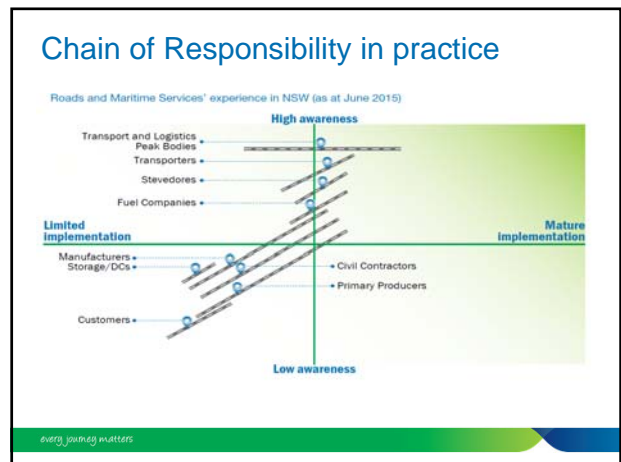 Chain of Responsibility in practice
Roads and Maritime Services' experience in NSW (as at June 2015)
High awareness
Transport and Logistics
Peak Bodies
Transporters
Stevedores
Fuel Companies
Limited
implementation
Mature
implementation
Manufacturers
Storage/DCs
Civil Contractors
Primary Producers
Customers
Low awareness
every journey matters